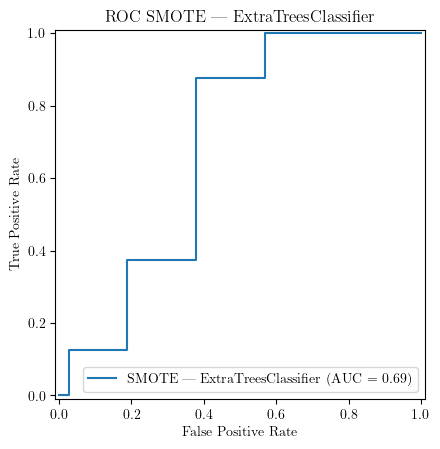 ROC SMOTE — ExtraTreesClassifier
1.0
0.8
0.6
0.4
0.2
0.0
True Positive Rate
SMOTE — ExtraTreesClassifier (AUC = 0.69)
0.0 0.2 0.4 0.6 0.8 1.0
False Positive Rate